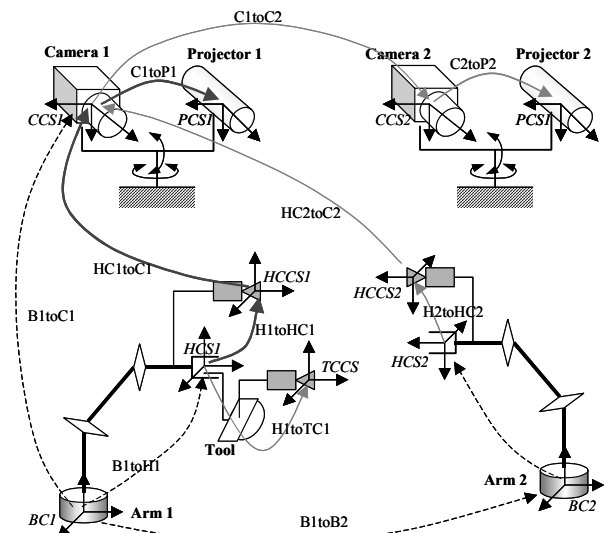 C1toC2
Camera 1
Projector 1
Camera 2
Projector 2
C1toP1
C2toP2
CCS1
PCS1
CCS2
PCS1
HC2toC2
HC1toC1
HCCS1
HCCS2
B1toC1
H1toHC1
H2toHC2
HCS1
TCCS
HCS2
H1toTC1
Tool
B1toH1
Arm 2
BC1
Arm 1
BC2
B1toB2